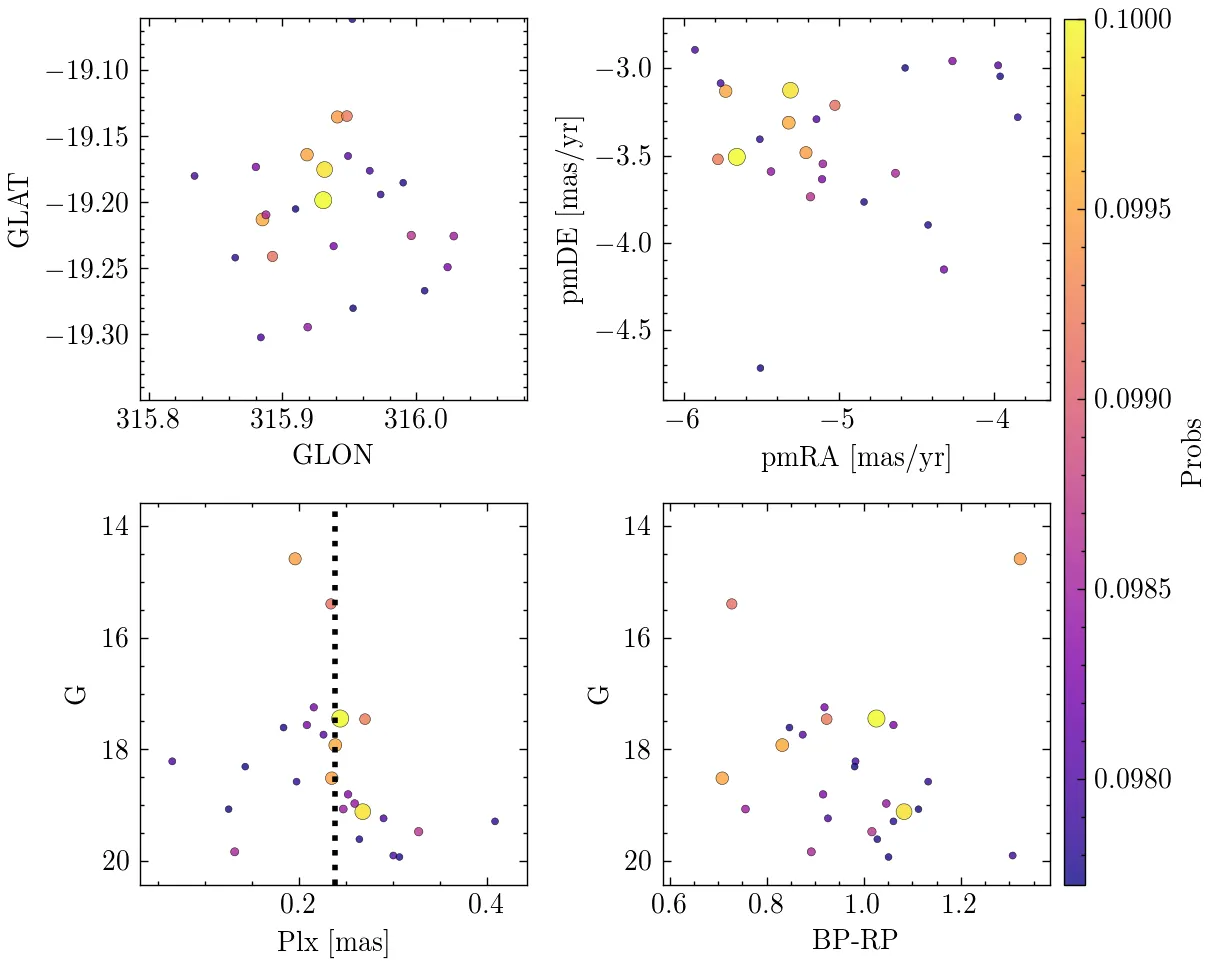 −19.10
−19.15
−19.20
−19.25
−19.30
GLAT
315.8 315.9 316.0
GLON
−3.0
−3.5
−4.0
−4.5
pmDE [mas/yr]
−6 −5 −4
pmRA [mas/yr]
14
16
18
20
G
0.2 0.4
Plx [mas]
14
16
18
20
G
0.6 0.8 1.0 1.2
BP-RP
0.1000
0.0995
0.0990
0.0985
0.0980
Probs